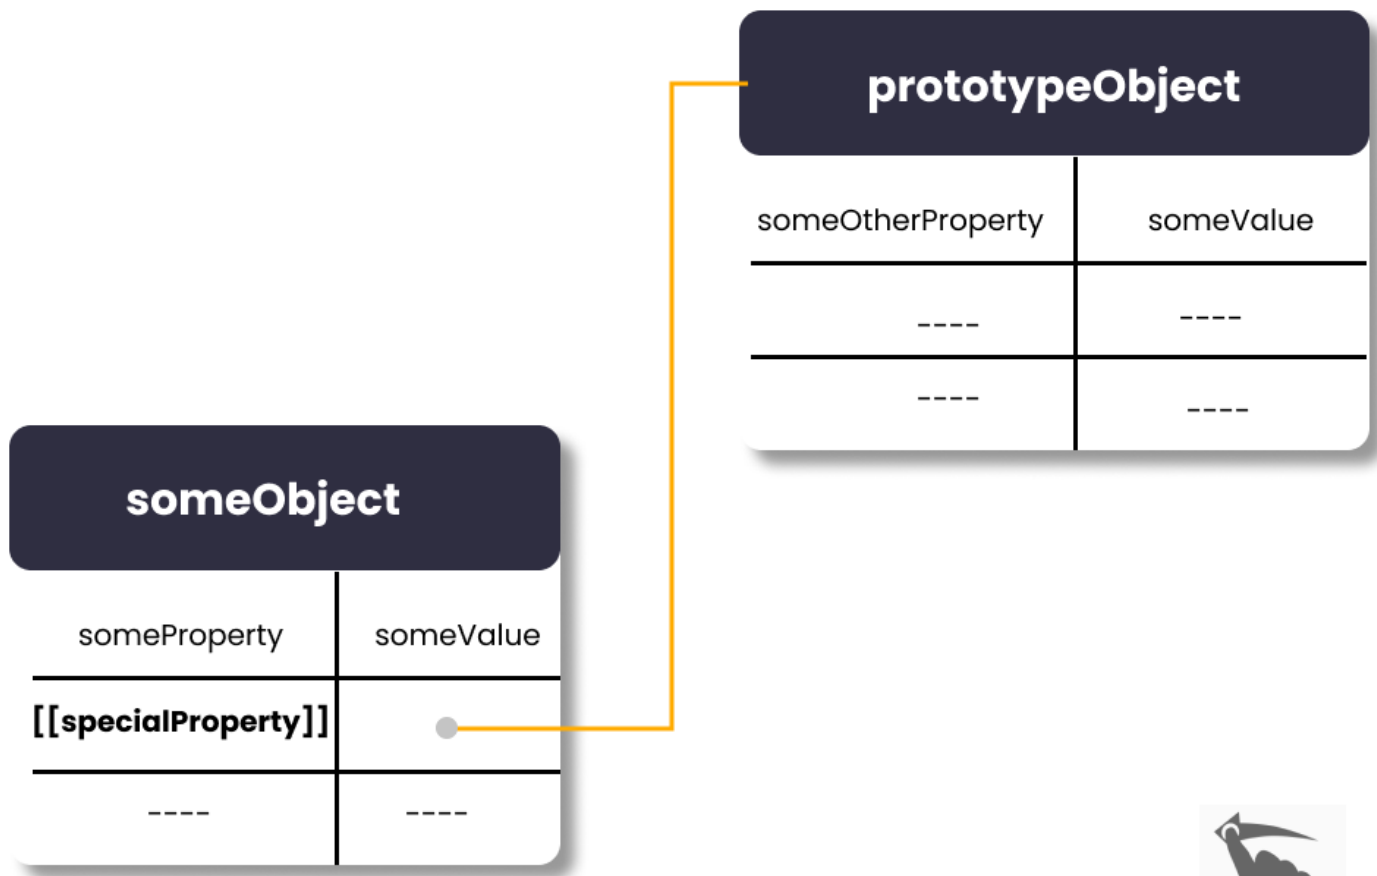 prototypeObject
someOtherProperty someValue
---- ----
---- ----
someObject
someProperty someValue
[[specialProperty]]
---- ----